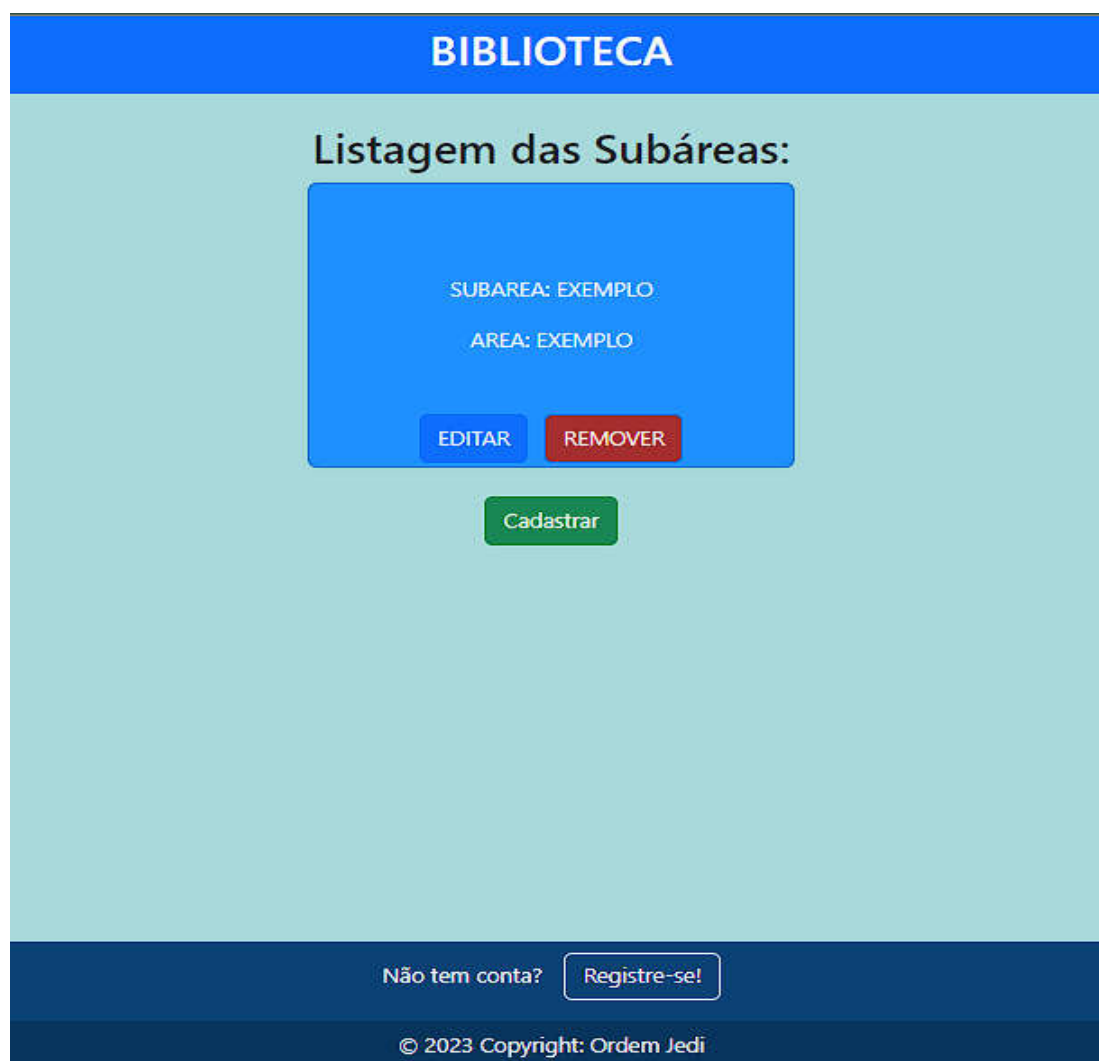 BIBLIOTECA
Listagem das Subáreas:
SUBAREA: EXEMPLO
AREA: EXEMPLO
EDITAR REMOVER
Cadastrar
Não tem conta? Registre-se!
© 2023 Copyright: Ordem Jedi